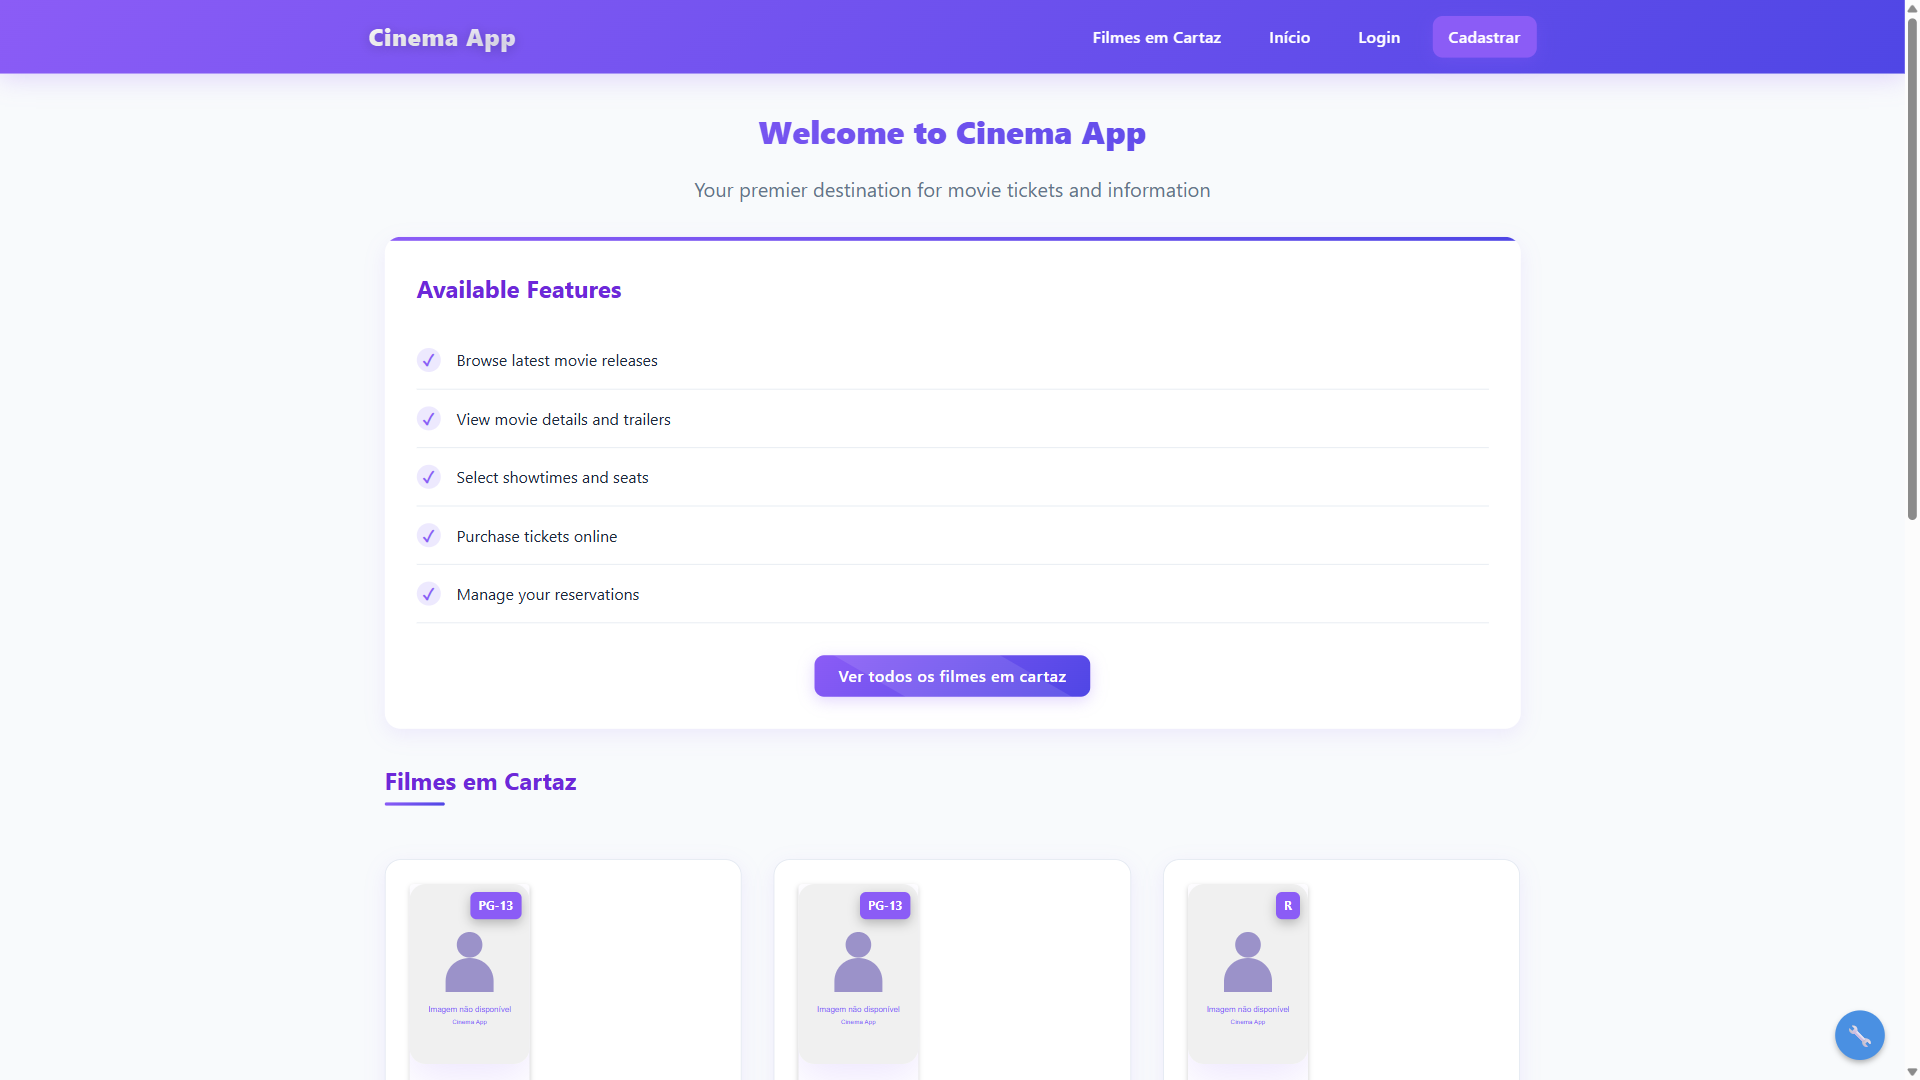 Cinema App
Filmes em Cartaz
Início
Login
Cadastrar
Welcome to Cinema App
Your premier destination for movie tickets and information
Available Features
Browse latest movie releases
View movie details and trailers
Select showtimes and seats
Purchase tickets online
Manage your reservations
Ver todos os filmes em cartaz
Filmes em Cartaz
PG-13
Imagem não disponível
Cinema App
PG-13
Imagem não disponível
Cinema App
R
Imagem não disponível
Cinema App